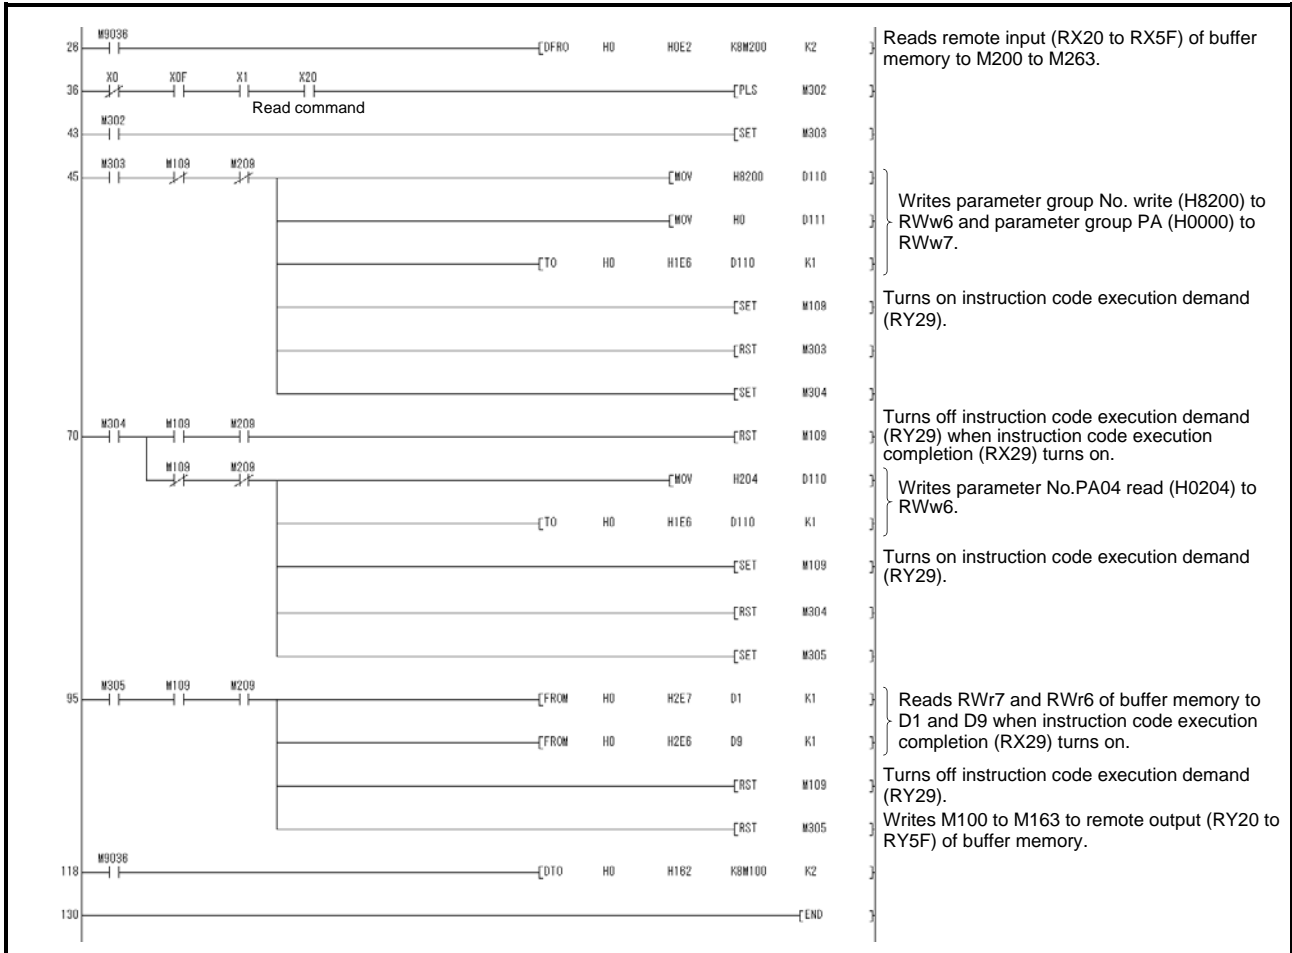 M9036
26 [DFRO H0 H0E2 K8M200 K2 ]
Reads remote input (RX20 to RX5F) of buffer
memory to M200 to M263.
X0 X0F X1 X20
36 [PLS M302 ]
Read command
M302
43 [SET M303 ]
M303 M109 M209
45 [MOV H8200 D110 ]
[MOV H0 D111 ]
[TO H0 H1E6 D110 K1 ]
Writes parameter group No. write (H8200) to
RWw6 and parameter group PA (H0000) to
RWw7.
[SET M109 ]
Turns on instruction code execution demand
(RY29).
[RST M303 ]
[SET M304 ]
M304 M109 M209
70 [RST M109 ]
Turns off instruction code execution demand
(RY29) when instruction code execution
completion (RX29) turns on.
M109 M209
[MOV H204 D110 ]
[TO H0 H1E6 D110 K1 ]
Writes parameter No.PA04 read (H0204) to
RWw6.
[SET M109 ]
Turns on instruction code execution demand
(RY29).
[RST M304 ]
[SET M305 ]
M305 M109 M209
95 [FROM H0 H2E7 D1 K1 ]
[FROM H0 H2E6 D9 K1 ]
Reads RWr7 and RWr6 of buffer memory to
D1 and D9 when instruction code execution
completion (RX29) turns on.
[RST M109 ]
Turns off instruction code execution demand
(RY29).
[RST M305 ]
Writes M100 to M163 to remote output (RY20 to
RY5F) of buffer memory.
M9036
118 [DTO H0 H162 K8M100 K2 ]
130 [END ]